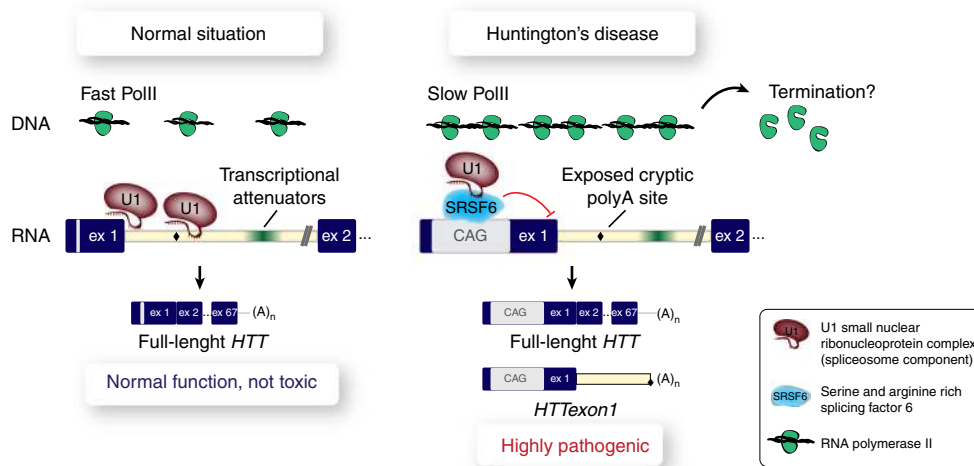 Normal situation
Huntington's disease
Fast PolII
Slow PolII
Termination?
DNA
U1
U1
Transcriptional
attenuators
U1
SRSF6
Exposed cryptic
polyA site
RNA
ex 1
ex 2 ...
CAG
ex 1
ex 2 ...
ex 1 ex 2 ... ex 67 (A)n
CAG ex 1 ex 2 ... ex 67 (A)n
Full-lenght HTT
Full-lenght HTT
Normal function, not toxic
CAG ex 1 (A)n
HTTexon1
Highly pathogenic
U1
U1 small nuclear
ribonucleoprotein complex
(spliceosome component)
SRSF6
Serine and arginine rich
splicing factor 6
RNA polymerase II